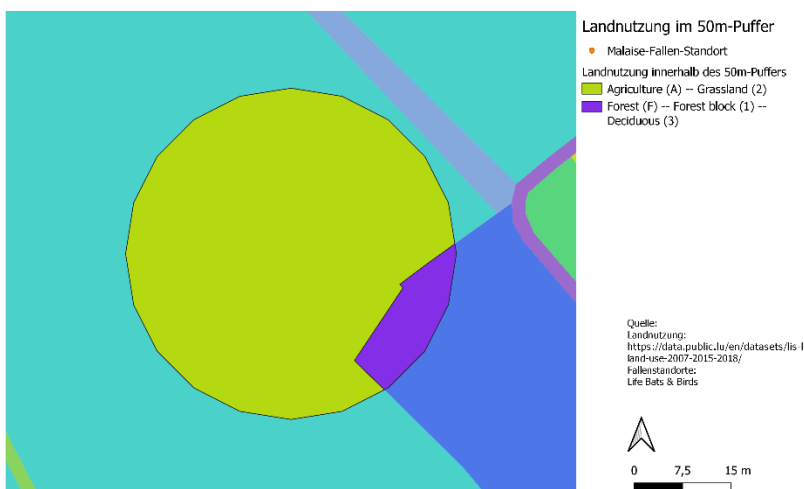 Landnutzung im 50m-Puffer
Malaise-Fallen-Standort
Landnutzung innerhalb des 50m-Puffers
Agriculture (A) -- Grassland (2)
Forest (F) -- Forest block (1) --
Deciduous (3)
Quelle:
Landnutzung:
https://data.public.lu/en/datasets/lis-l
land-use-2007-2015-2018/
Fallenstandorte:
Life Bats & Birds
0 7,5 15 m